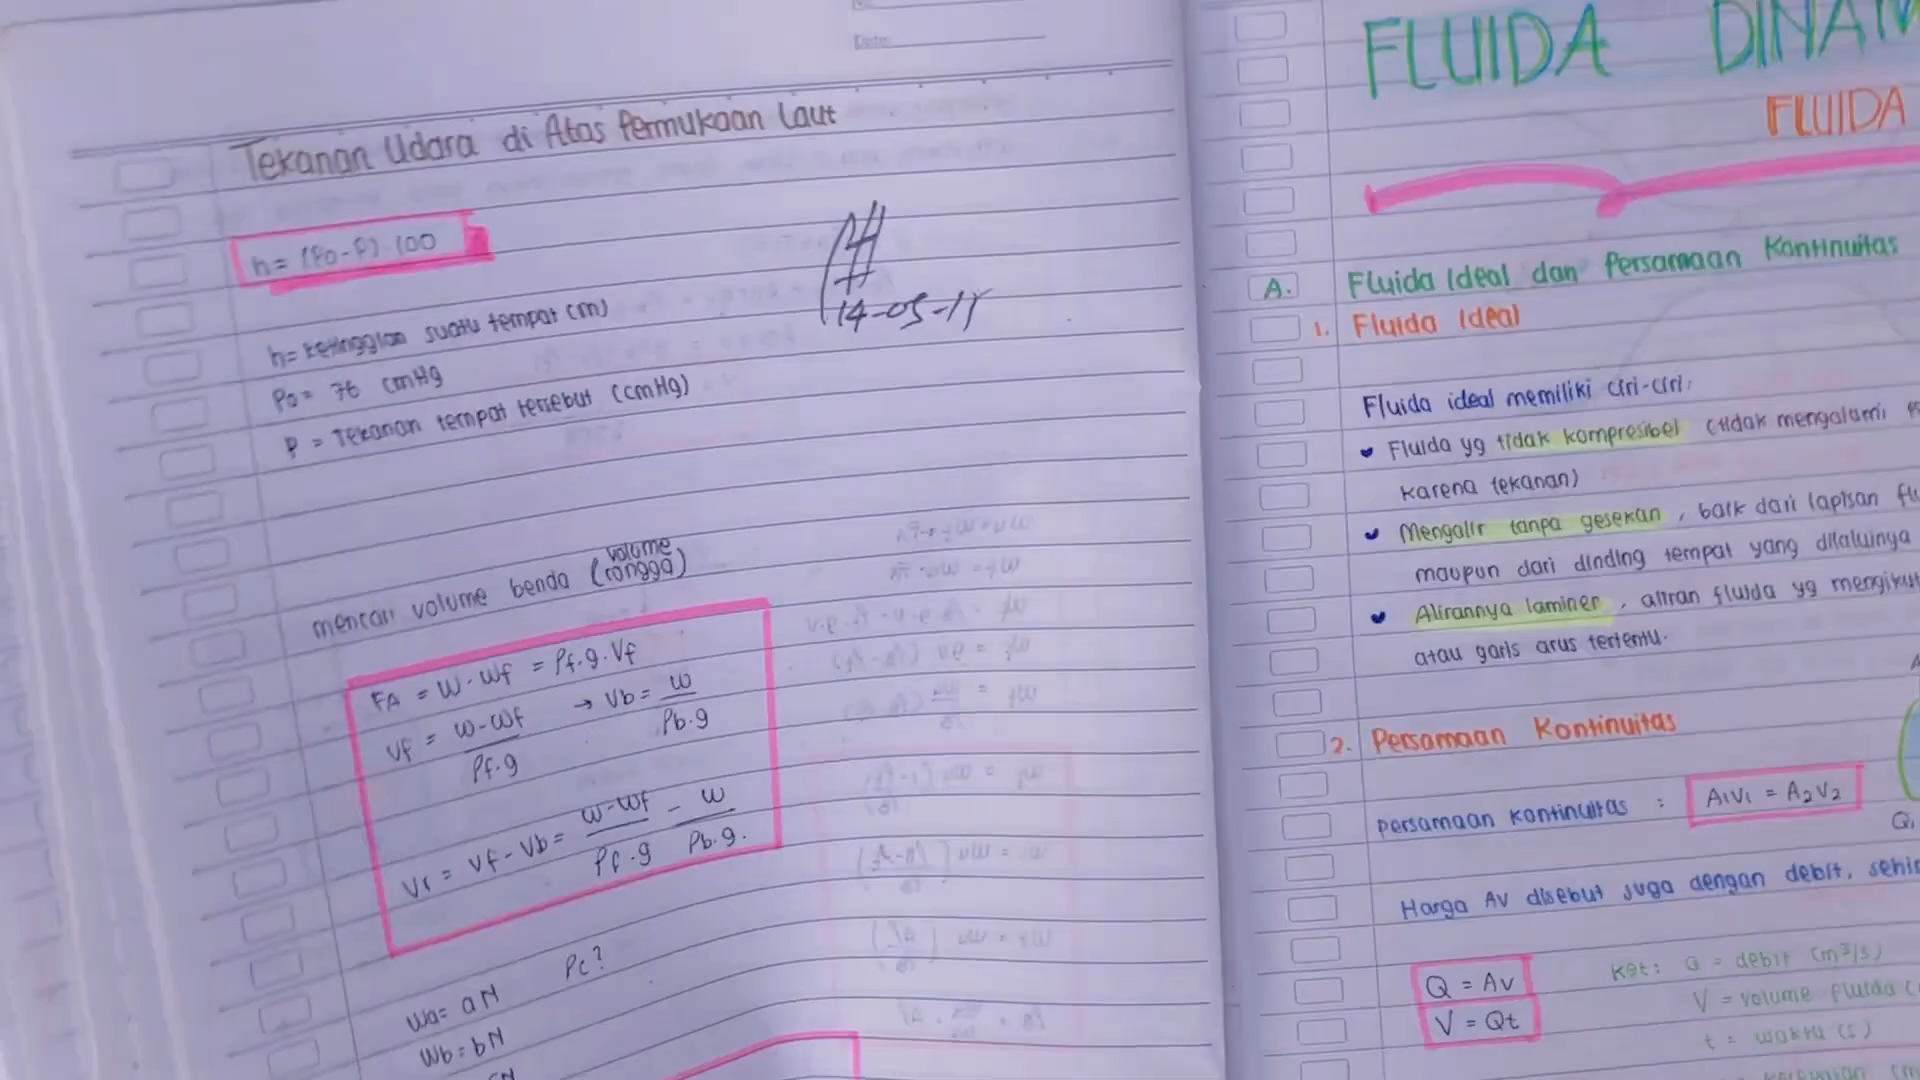 Date:
Tekanan Udara di Atas Permukaan Laut
h = (Po-P) . 100
14-05-19
h = ketinggian suatu tempat (m)
Po = 76 cmHg
P = Tekanan tempat tersebut (cmHg)
mencari volume benda (volume rongga)
FA = W - Wf = ρf . g . Vf
Vf = W-Wf / ρf . g → Vb = W / ρb . g
Vr = Vf - Vb = W-Wf / ρf . g - W / ρb . g .
ρc ?
Wa = a N
Wb = b N
FLUIDA DINAM
FLUIDA
A. Fluida Ideal dan Persamaan Kontinuitas
1. Fluida Ideal
Fluida ideal memiliki ciri-ciri:
Fluida yg tidak kompresibel (tidak mengalami
karena tekanan)
Mengalir tanpa gesekan, baik dari lapisan flu
maupun dari dinding tempat yang dilaluinya
Alirannya laminer, aliran fluida yg mengikut
atau garis arus tertentu.
2. Persamaan Kontinuitas
persamaan kontinuitas : A1V1 = A2V2
Harga AV disebut juga dengan debit, sehin
Q = Av
V = Qt
Ket: Q = debit (m³/s)
V = volume fluida (
t = waktu (s)